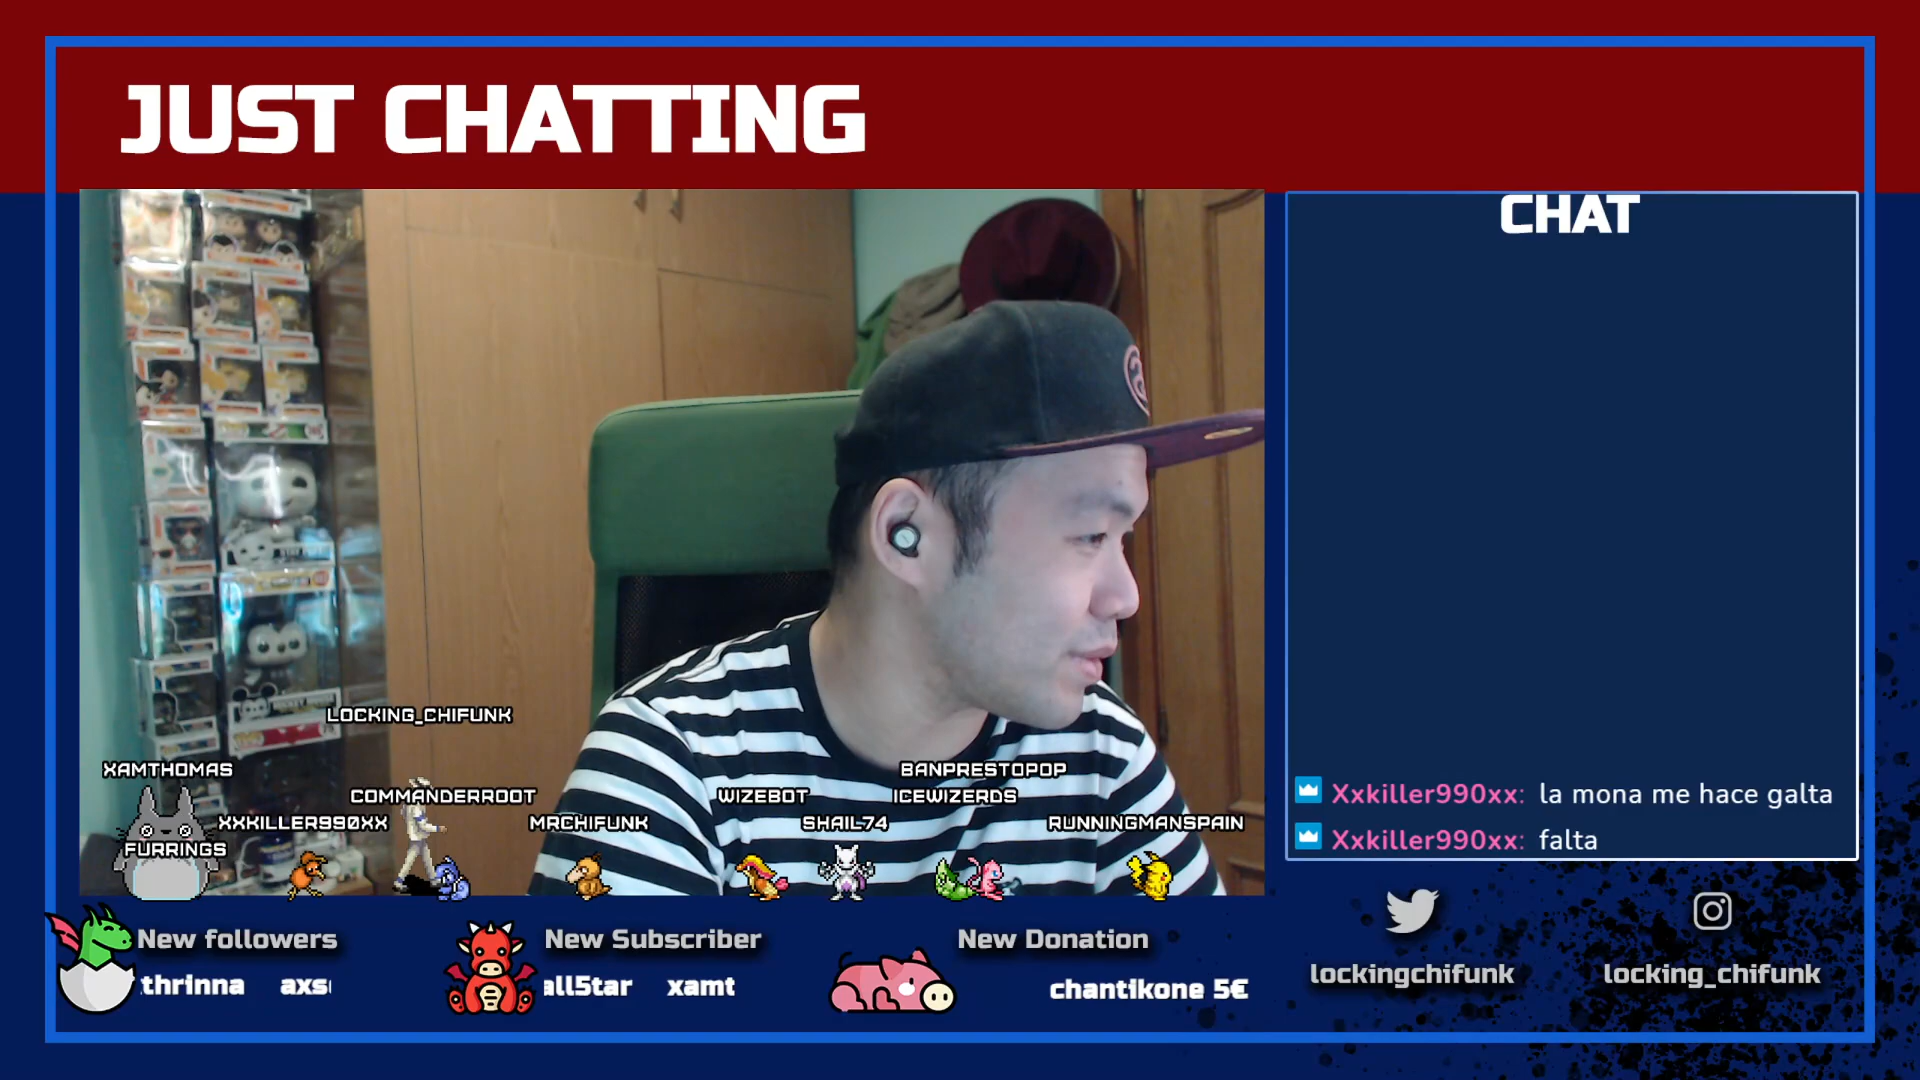 JUST CHATTING
CHAT
LOCKING_CHIFUNK
XAMTHOMAS
BANPRESTOPOP
COMMANDERROOT
WIZEBOT
ICEWIZERDS
XXKILLER990XX
MRCHIFUNK
SHAIL74
RUNNINGMANSPAIN
FURRINGS
Xxkiller990xx: la mona me hace galta
Xxkiller990xx: falta
New followers
thrinna axs
New Subscriber
all5tar xamt
New Donation
chantikone 5€
lockingchifunk
locking_chifunk